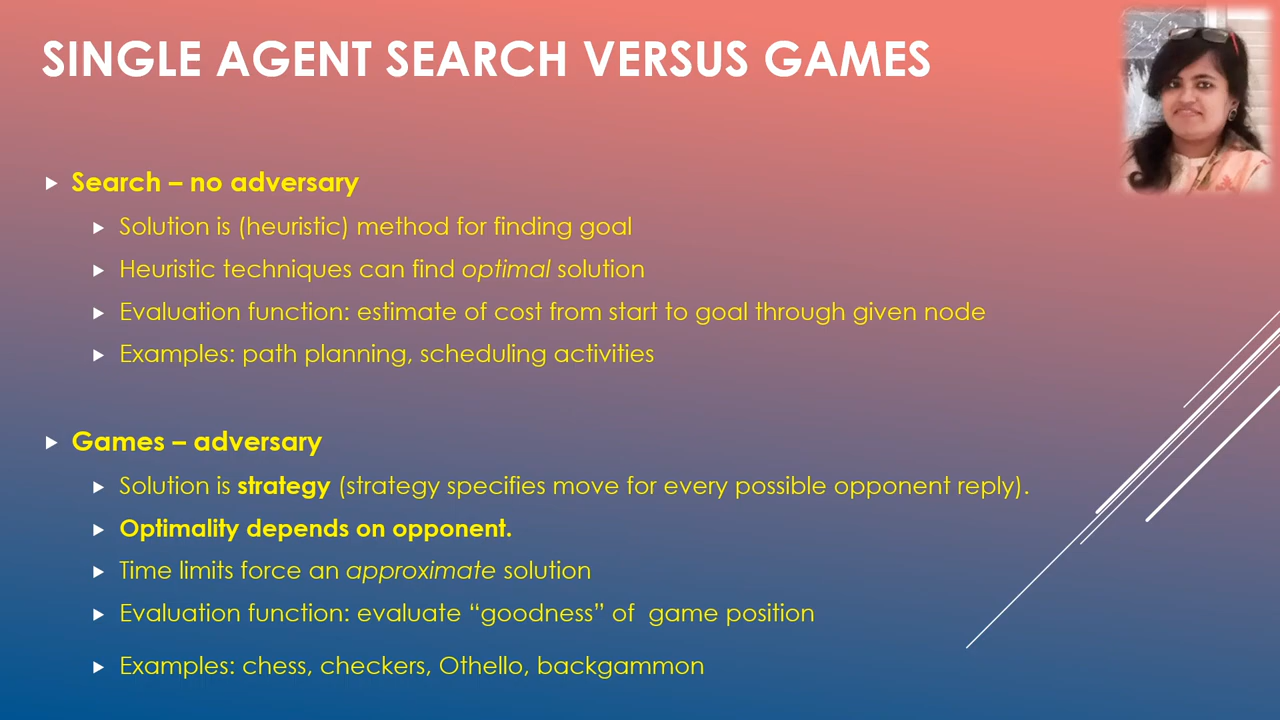 SINGLE AGENT SEARCH VERSUS GAMES
Search – no adversary
Solution is (heuristic) method for finding goal
Heuristic techniques can find optimal solution
Evaluation function: estimate of cost from start to goal through given node
Examples: path planning, scheduling activities
Games – adversary
Solution is strategy (strategy specifies move for every possible opponent reply).
Optimality depends on opponent.
Time limits force an approximate solution
Evaluation function: evaluate “goodness” of  game position
Examples: chess, checkers, Othello, backgammon